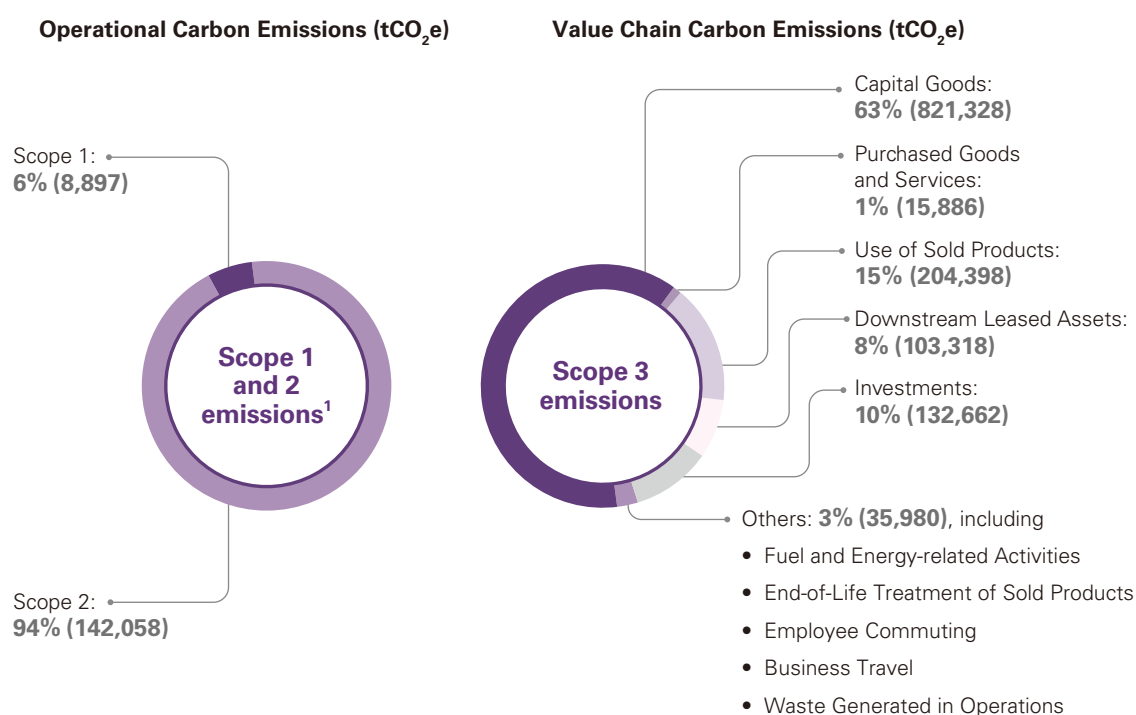 Operational Carbon Emissions (tCO₂e)
Scope 1:
6% (8,897)
Scope 1
and 2
emissions¹
Scope 2:
94% (142,058)
Value Chain Carbon Emissions (tCO₂e)
Capital Goods:
63% (821,328)
Purchased Goods
and Services:
1% (15,886)
Use of Sold Products:
15% (204,398)
Downstream Leased Assets:
8% (103,318)
Investments:
10% (132,662)
Scope 3
emissions
Others: 3% (35,980), including
• Fuel and Energy-related Activities
• End-of-Life Treatment of Sold Products
• Employee Commuting
• Business Travel
• Waste Generated in Operations